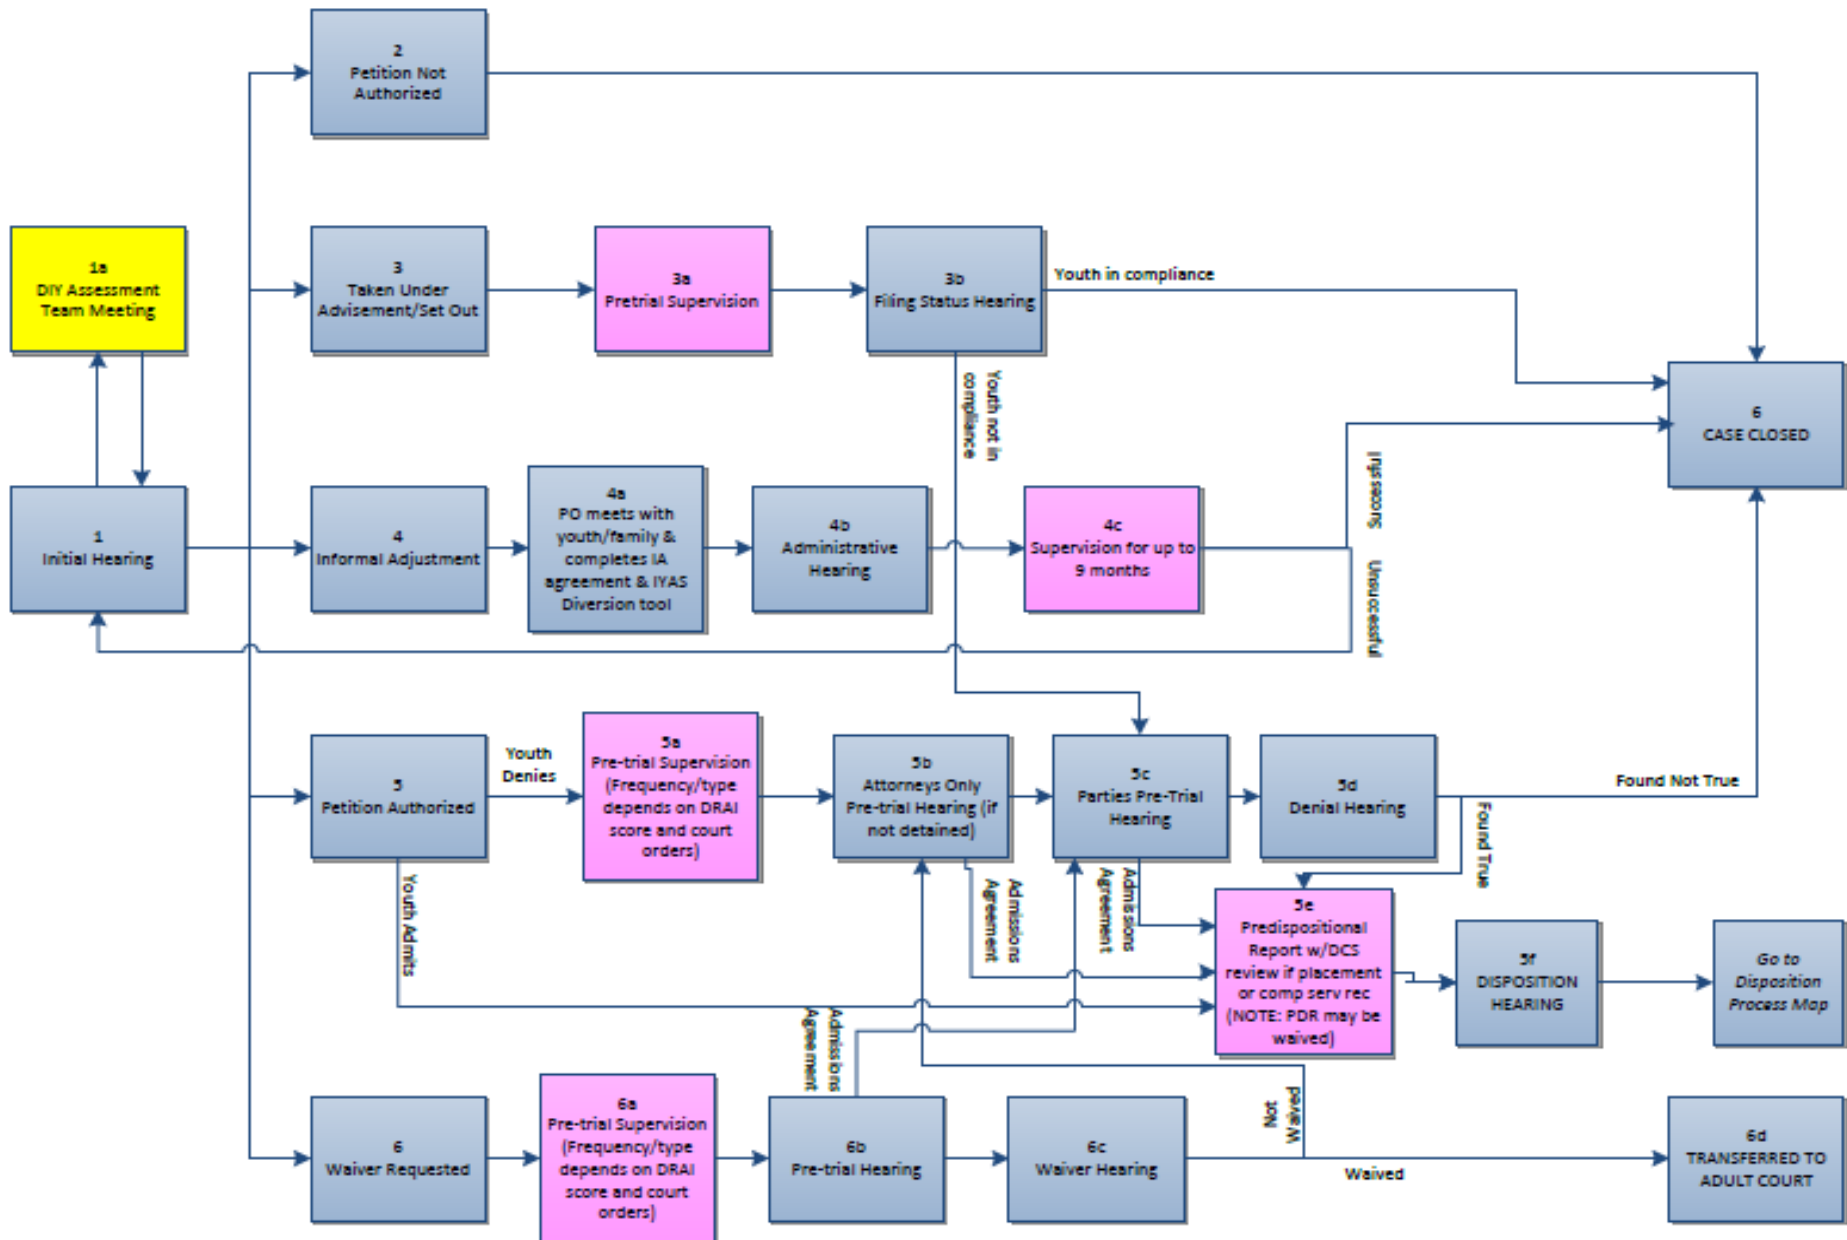 2
Petition Not
Authorized
1a
DIY Assessment
Team Meeting
3
Taken Under
Advisement/Set Out
3a
Pretrial Supervision
3b
Filing Status Hearing
Youth in compliance
Youth not in
compliance
6
CASE CLOSED
1
Initial Hearing
4
Informal Adjustment
4a
PO meets with
youth/family &
completes IA
agreement & IYAS
Diversion tool
4b
Administrative
Hearing
4c
Supervision for up to
9 months
Successful
Unsuccessful
5
Petition Authorized
Youth
Denies
5a
Pre-trial Supervision
(Frequency/type
depends on DRAI
score and court
orders)
5b
Attorneys Only
Pre-trial Hearing (if
not detained)
5c
Parties Pre-Trial
Hearing
5d
Denial Hearing
Found Not True
Found True
Youth Admits
Admissions
Agreement
Admissions
Agreement
5e
Predispositional
Report w/DCS
review if placement
or comp serv rec
(NOTE: PDR may be
waived)
5f
DISPOSITION
HEARING
Go to
Disposition
Process Map
Admissions
Agreement
6
Waiver Requested
6a
Pre-trial Supervision
(Frequency/type
depends on DRAI
score and court
orders)
6b
Pre-trial Hearing
6c
Waiver Hearing
Not
Waived
Waived
6d
TRANSFERRED TO
ADULT COURT